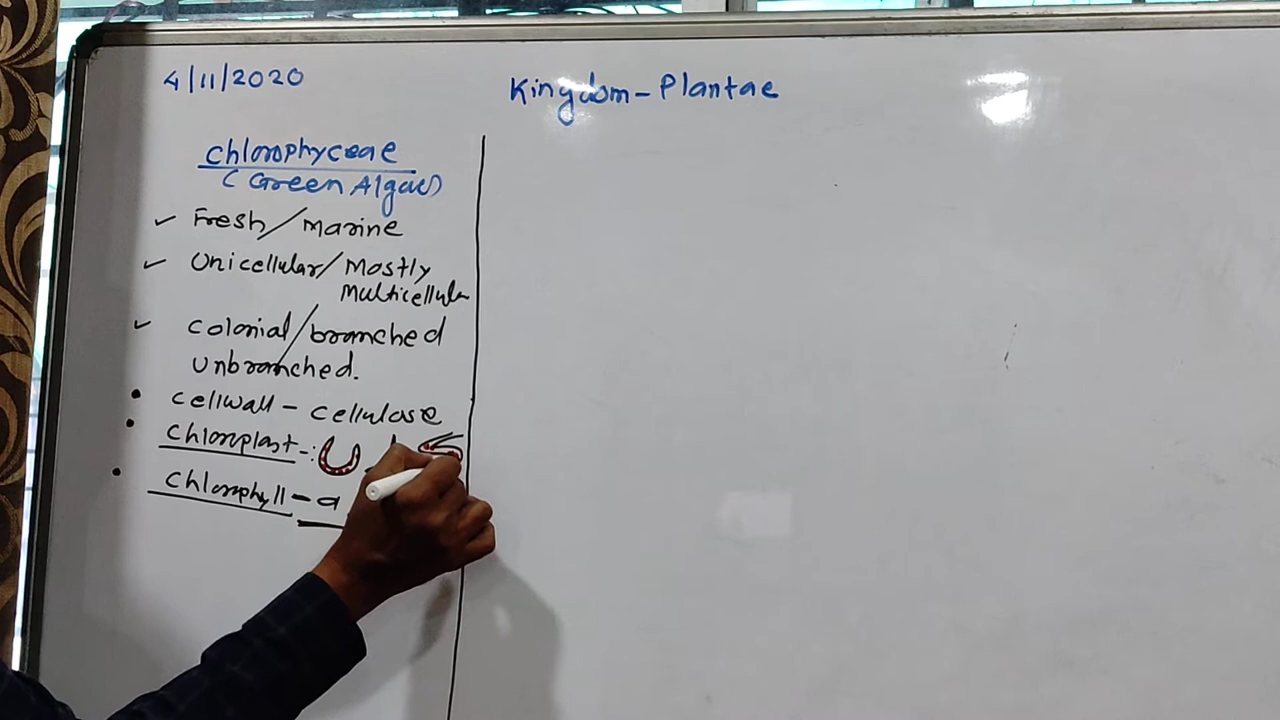 4/11/2020
Kingdom - Plantae
chlorophyceae
(Green Algae)
Fresh/marine
Unicellular/Mostly
Multicellular
colonial/branched
Unbranched.
cellwall - cellulose
chloroplast -:
chlorophyll - a